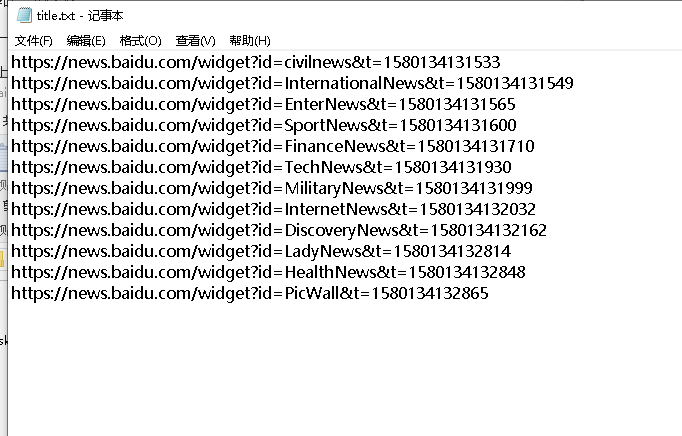 title.txt - 记事本
文件(F) 编辑(E) 格式(O) 查看(V) 帮助(H)
https://news.baidu.com/widget?id=civilnews&t=1580134131533
https://news.baidu.com/widget?id=InternationalNews&t=1580134131549
https://news.baidu.com/widget?id=EnterNews&t=1580134131565
https://news.baidu.com/widget?id=SportNews&t=1580134131600
https://news.baidu.com/widget?id=FinanceNews&t=1580134131710
https://news.baidu.com/widget?id=TechNews&t=1580134131930
https://news.baidu.com/widget?id=MilitaryNews&t=1580134131999
https://news.baidu.com/widget?id=InternetNews&t=1580134132032
https://news.baidu.com/widget?id=DiscoveryNews&t=1580134132162
https://news.baidu.com/widget?id=LadyNews&t=1580134132814
https://news.baidu.com/widget?id=HealthNews&t=1580134132848
https://news.baidu.com/widget?id=PicWall&t=1580134132865